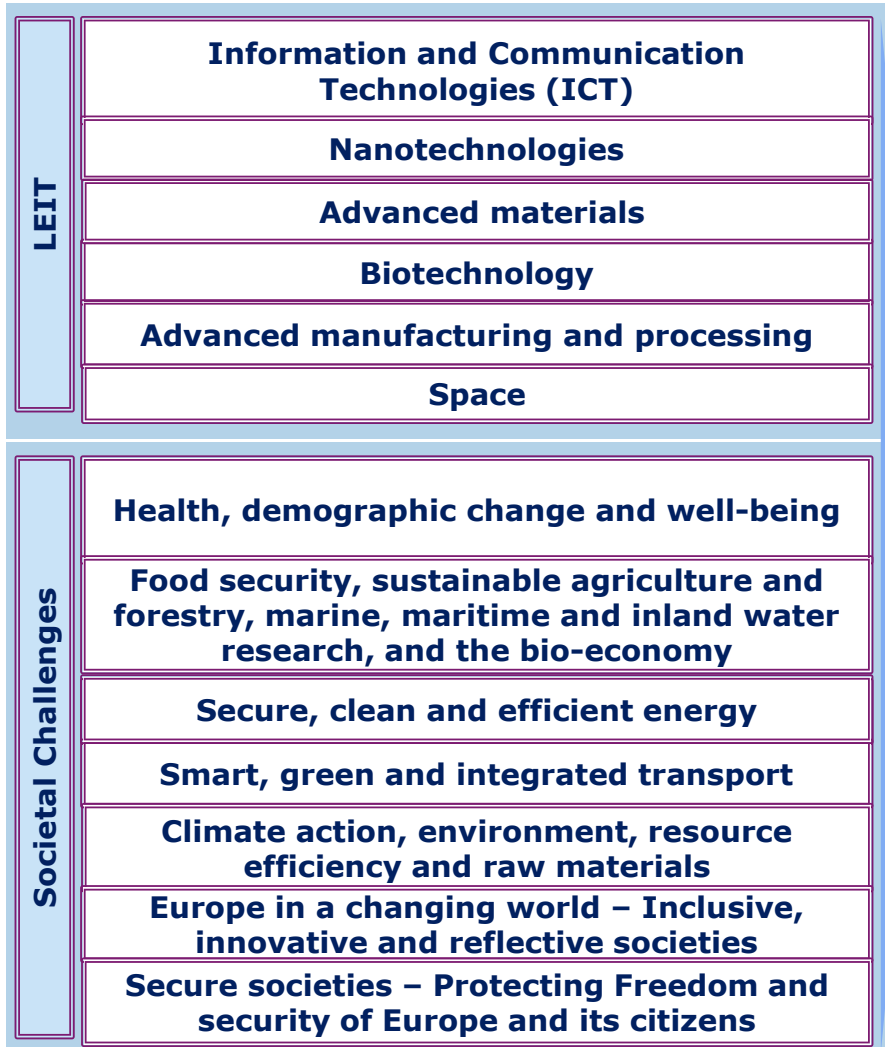 LEIT
Information and Communication
Technologies (ICT)
Nanotechnologies
Advanced materials
Biotechnology
Advanced manufacturing and processing
Space
Societal Challenges
Health, demographic change and well-being
Food security, sustainable agriculture and
forestry, marine, maritime and inland water
research, and the bio-economy
Secure, clean and efficient energy
Smart, green and integrated transport
Climate action, environment, resource
efficiency and raw materials
Europe in a changing world – Inclusive,
innovative and reflective societies
Secure societies – Protecting Freedom and
security of Europe and its citizens